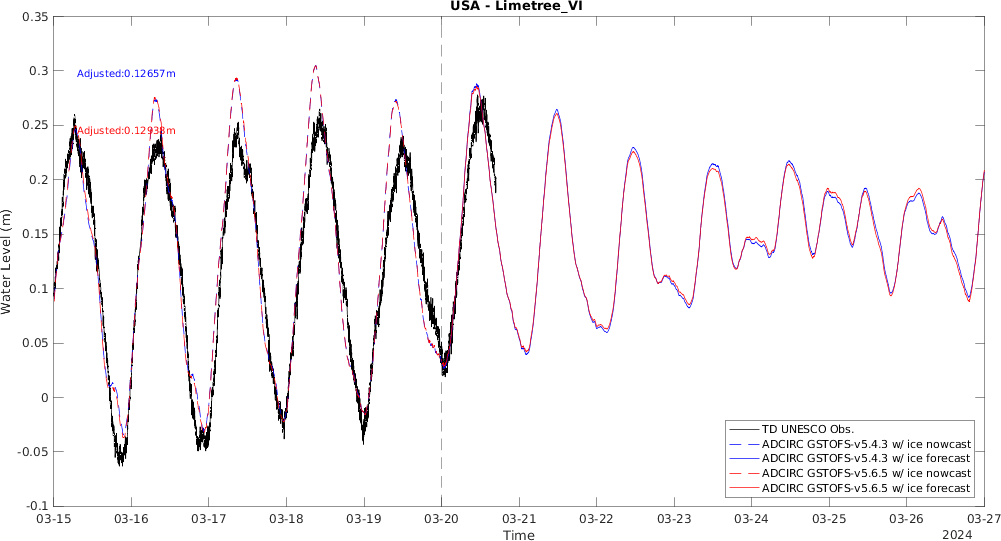 USA - Limetree_VI
0.35
0.3
0.25
0.2
0.15
0.1
0.05
0
-0.05
-0.1
Water Level (m)
Adjusted:0.12657m
Adjusted:0.12938m
TD UNESCO Obs.
ADCIRC GSTOFS-v5.4.3 w/ ice nowcast
ADCIRC GSTOFS-v5.4.3 w/ ice forecast
ADCIRC GSTOFS-v5.6.5 w/ ice nowcast
ADCIRC GSTOFS-v5.6.5 w/ ice forecast
03-15 03-16 03-17 03-18 03-19 03-20 03-21 03-22 03-23 03-24 03-25 03-26 03-27
Time
2024